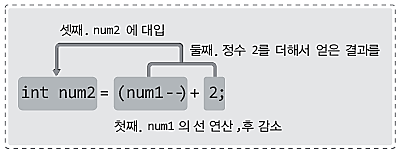 셋째. num2 에 대입
둘째. 정수 2를 더해서 얻은 결과를
int num2 = (num1--) + 2;
첫째. num1 의 선 연산 ,후 감소